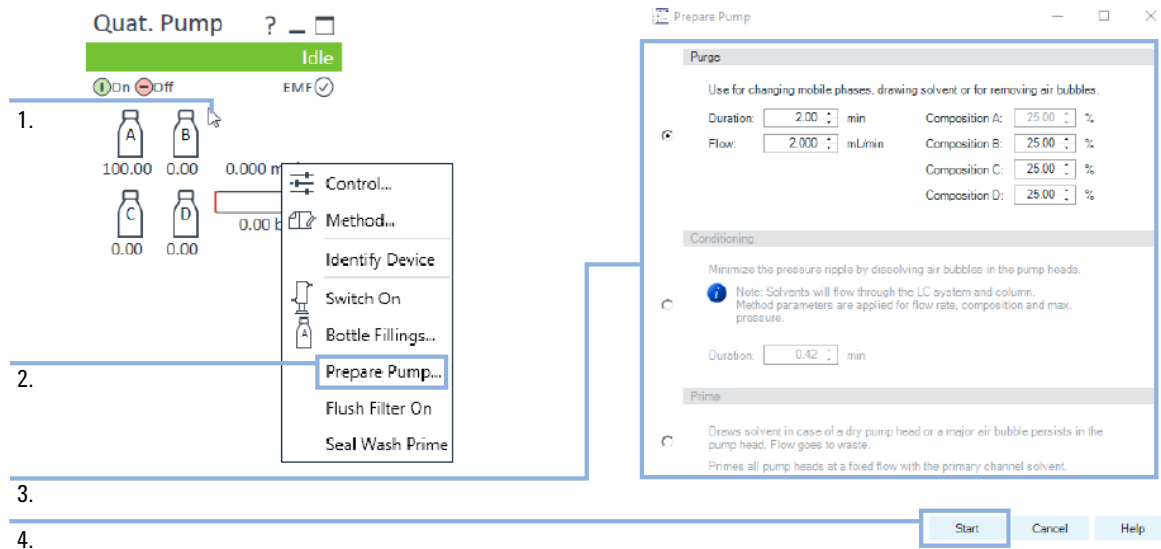 Quat. Pump ?
Idle
On Off EMF
1.
A B
100.00 0.00 0.000 m
C D
0.00 b
0.00 0.00
Control...
Method...
Identify Device
Switch On
A Bottle Fillings...
2.
Prepare Pump...
Flush Filter On
Seal Wash Prime
3.
4.
Prepare Pump
Purge
Use for changing mobile phases, drawing solvent or for removing air bubbles.
Duration: 2.00 min Composition A: 25.00 %
Flow: 2.000 mL/min Composition B: 25.00 %
Composition C: 25.00 %
Composition D: 25.00 %
Conditioning
Minimize the pressure ripple by dissolving air bubbles in the pump heads.
Note: Solvents will flow through the LC system and column.
Method parameters are applied for flow rate, composition and max.
pressure.
Duration: 0.42 min
Prime
Draws solvent in case of a dry pump head or a major air bubble persists in the
pump head. Flow goes to waste.
Primes all pump heads at a fixed flow with the primary channel solvent.
Start Cancel Help